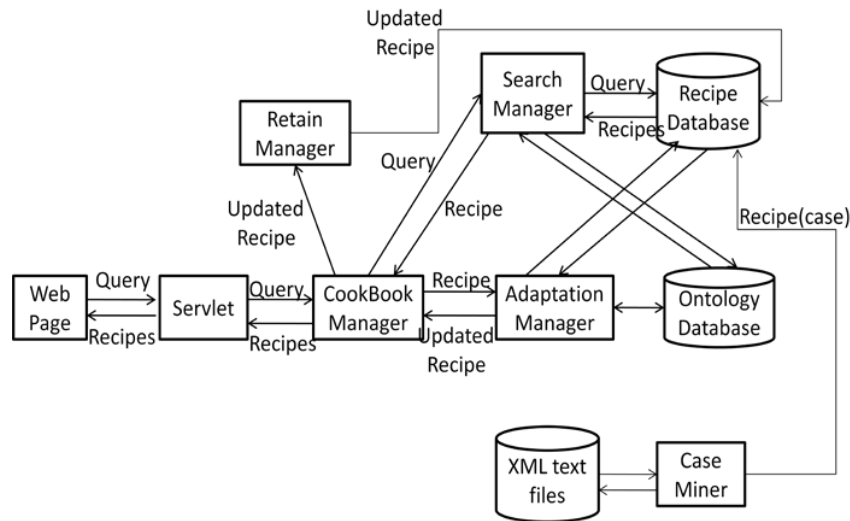 Updated
Recipe
Search
Manager
Query
Recipes
Recipe
Database
Retain
Manager
Query
Updated
Recipe
Recipe
Recipe(case)
Web
Page
Query
Recipes
Servlet
Query
Recipes
CookBook
Manager
Recipe
Updated
Recipe
Adaptation
Manager
Ontology
Database
XML text
files
Case
Miner